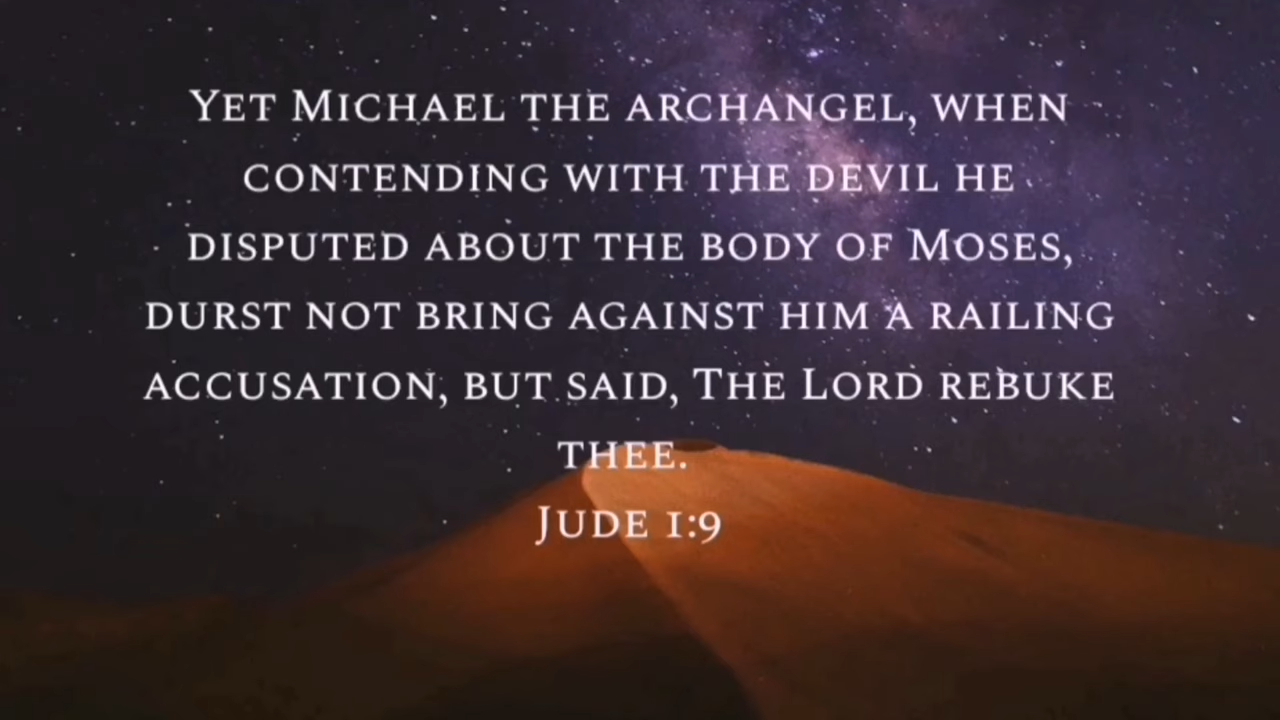 Yet Michael the archangel, when
contending with the devil he
disputed about the body of Moses,
durst not bring against him a railing
accusation, but said, The Lord rebuke
thee.
Jude 1:9